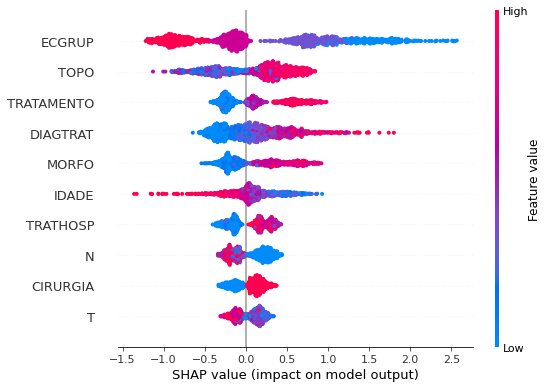 High
ECGRUP
TOPO
TRATAMENTO
DIAGTRAT
MORFO
IDADE
TRATHOSP
N
CIRURGIA
T
Feature value
Low
−1.5 −1.0 −0.5 0.0 0.5 1.0 1.5 2.0 2.5
SHAP value (impact on model output)